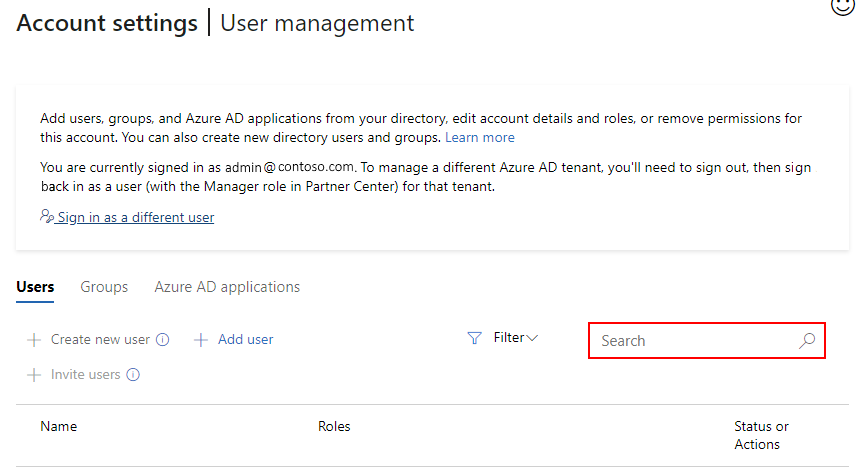 Account settings | User management
Add users, groups, and Azure AD applications from your directory, edit account details and roles, or remove permissions for
this account. You can also create new directory users and groups. Learn more
You are currently signed in as admin@contoso.com. To manage a different Azure AD tenant, you'll need to sign out, then sign
back in as a user (with the Manager role in Partner Center) for that tenant.
Sign in as a different user
Users Groups Azure AD applications
+ Create new user + Add user Filter Search
+ Invite users
Name Roles Status or
Actions